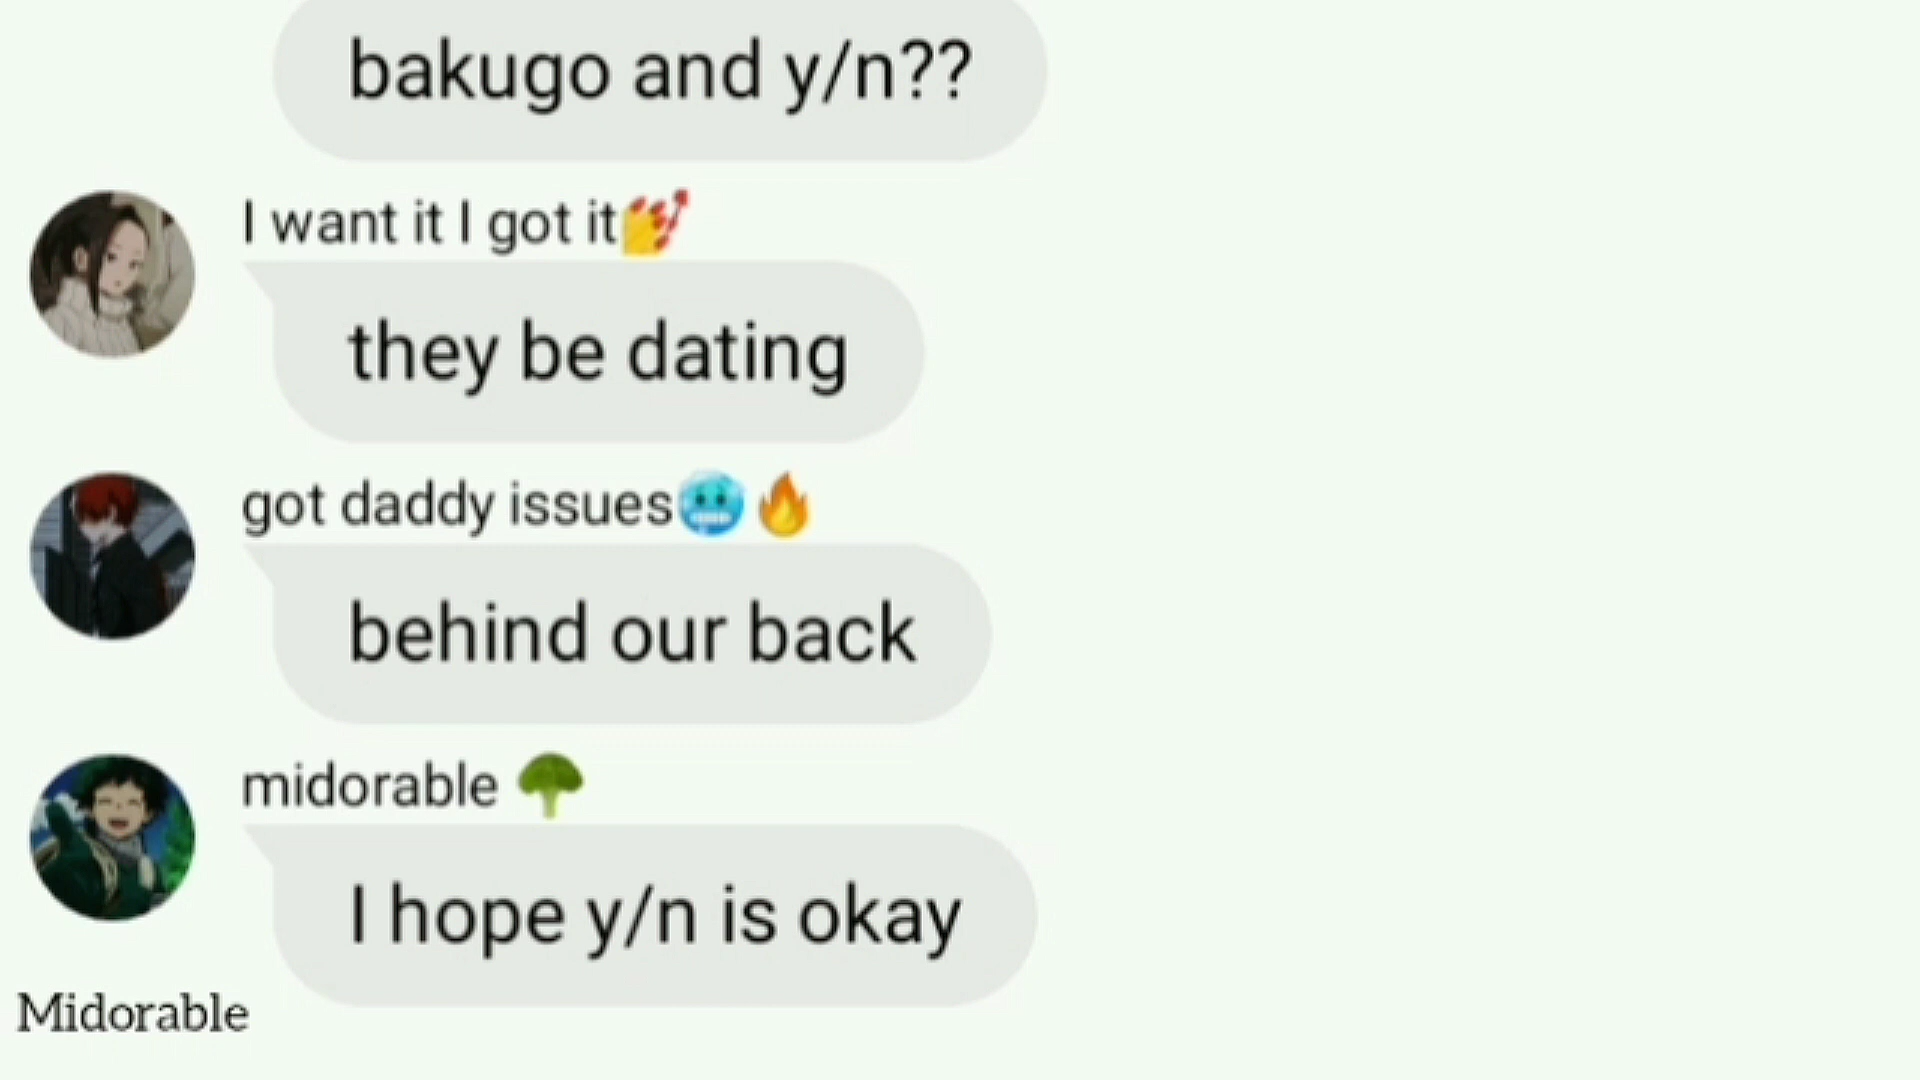 bakugo and y/n??
I want it I got it💅
they be dating
got daddy issues🥶🔥
behind our back
midorable 🥦
I hope y/n is okay
Midorable